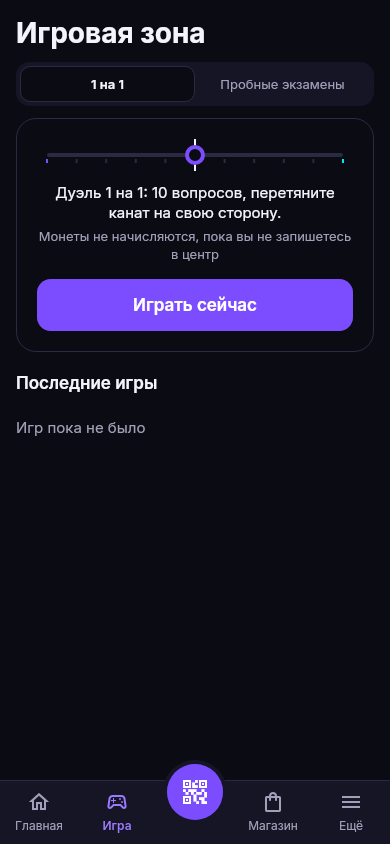 Игровая зона
1 на 1
Пробные экзамены
Дуэль 1 на 1: 10 вопросов, перетяните
канат на свою сторону.
Монеты не начисляются, пока вы не запишетесь
в центр
Играть сейчас
Последние игры
Игр пока не было
Главная
Игра
Магазин
Ещё